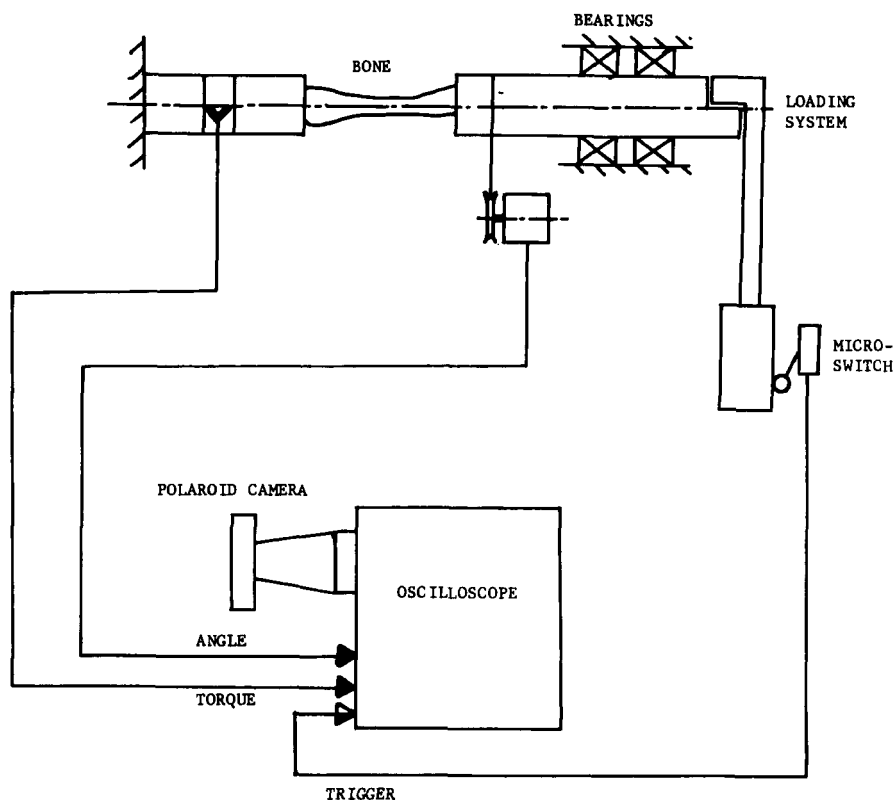 BEARINGS
BONE
LOADING
SYSTEM
MICRO-
SWITCH
POLAROID CAMERA
OSCILLOSCOPE
ANGLE
TORQUE
TRIGGER